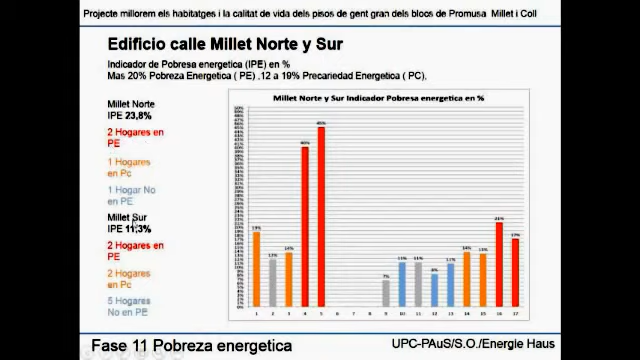 Projecte millorem els habitatges i la calitat de vida dels pisos de gent gran dels blocs de Promusa Millet i Coll
Edificio calle Millet Norte y Sur
Indicador de Pobresa energetica (IPE) en %
Mas 20% Pobreza Energetica ( PE) ,12 a 19% Precariedad Energetica ( PC).
Millet Norte
IPE 23,8%
2 Hogares en
PE
1 Hogares
en Pc
1 Hogar No
en PE
Millet Sur
IPE 11,3%
2 Hogares en
PE
2 Hogares
en Pc
5 Hogares
No en PE
Millet Norte y Sur Indicador Pobresa energetica en %
19%
12%
14%
40%
45%
7%
11%
11%
8%
11%
14%
13%
21%
17%
1 2 3 4 5 6 7 8 9 10 11 12 13 14 15 16 17
Fase 11 Pobreza energetica
UPC-PAuS/S.O./Energie Haus